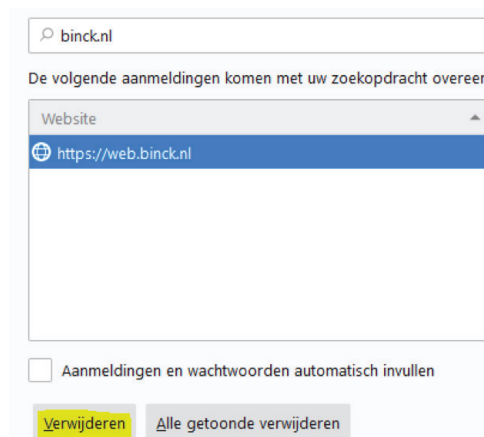 binck.nl
De volgende aanmeldingen komen met uw zoekopdracht overeen
Website
https://web.binck.nl
Aanmeldingen en wachtwoorden automatisch invullen
Verwijderen Alle getoonde verwijderen